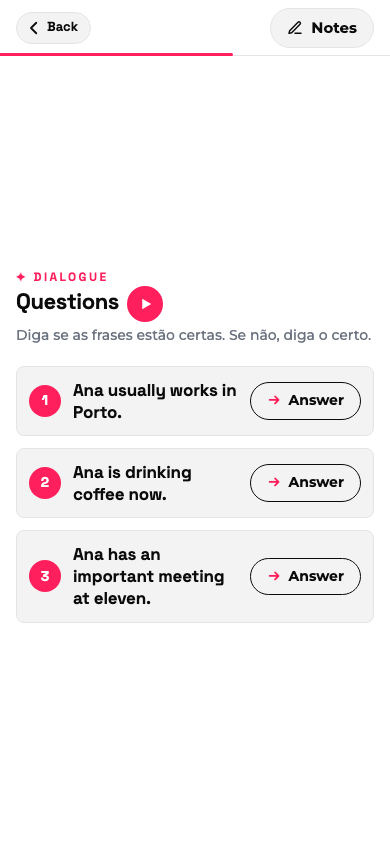 Back
Notes
DIALOGUE
Questions
Diga se as frases estão certas. Se não, diga o certo.
1
Ana usually works in
Porto.
Answer
2
Ana is drinking
coffee now.
Answer
3
Ana has an
important meeting
at eleven.
Answer